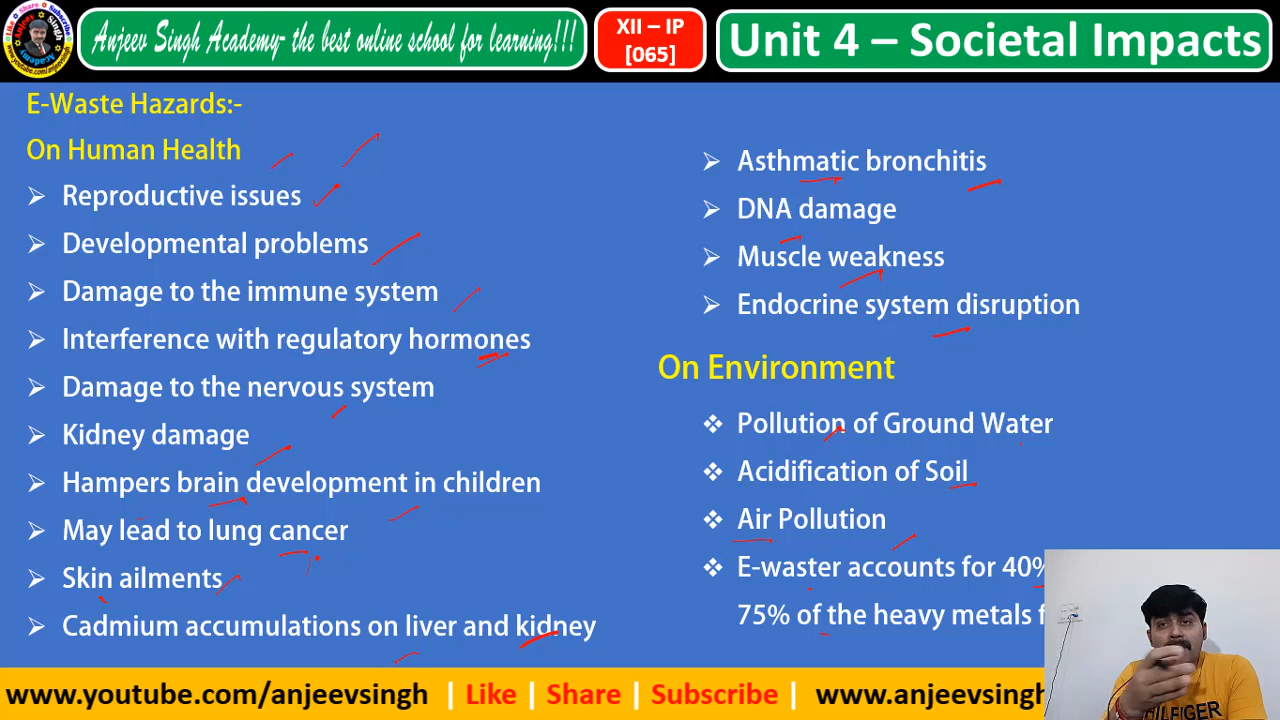 Anjeev Singh Academy- the best online school for learning!!!
XII – IP
[065]
Unit 4 – Societal Impacts
E-Waste Hazards:-
On Human Health
Reproductive issues
Developmental problems
Damage to the immune system
Interference with regulatory hormones
Damage to the nervous system
Kidney damage
Hampers brain development in children
May lead to lung cancer
Skin ailments
Cadmium accumulations on liver and kidney
Asthmatic bronchitis
DNA damage
Muscle weakness
Endocrine system disruption
On Environment
Pollution of Ground Water
Acidification of Soil
Air Pollution
E-waster accounts for 40%
75% of the heavy metals f
www.youtube.com/anjeevsingh | Like | Share | Subscribe | www.anjeevsingh
HILFIGER